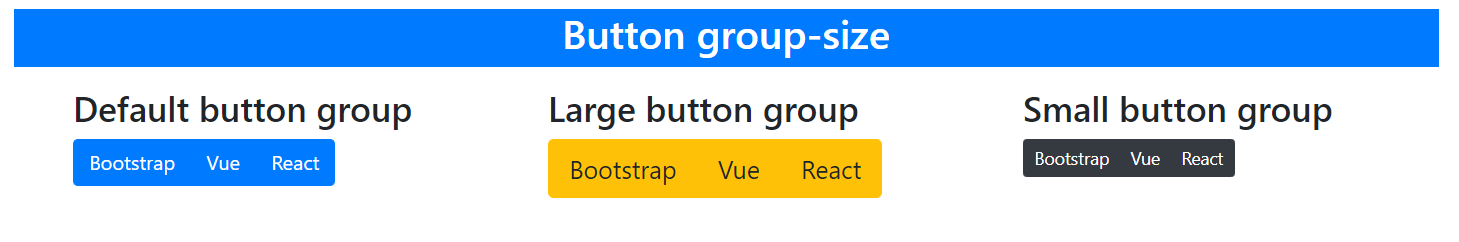 Button group-size
Default button group
Bootstrap Vue React
Large button group
Bootstrap Vue React
Small button group
Bootstrap Vue React